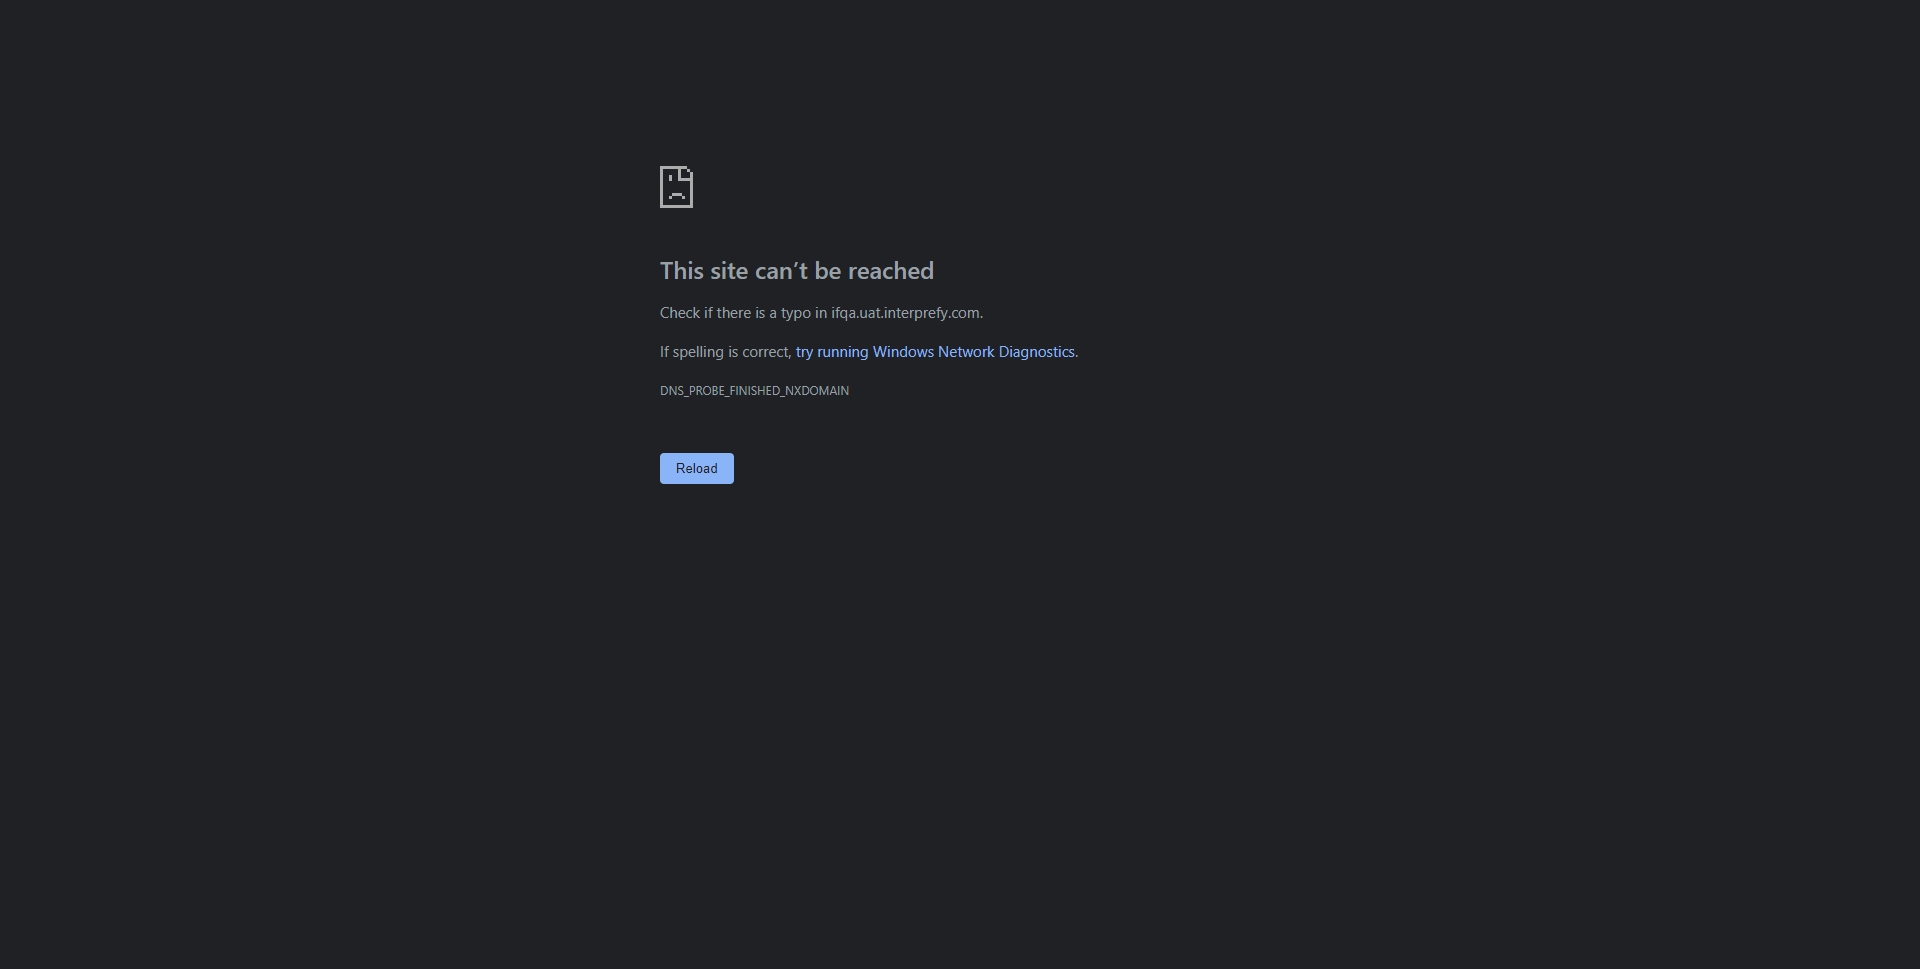 This site can’t be reached
Check if there is a typo in ifqa.uat.interprefy.com.
If spelling is correct, try running Windows Network Diagnostics.
DNS_PROBE_FINISHED_NXDOMAIN
Reload